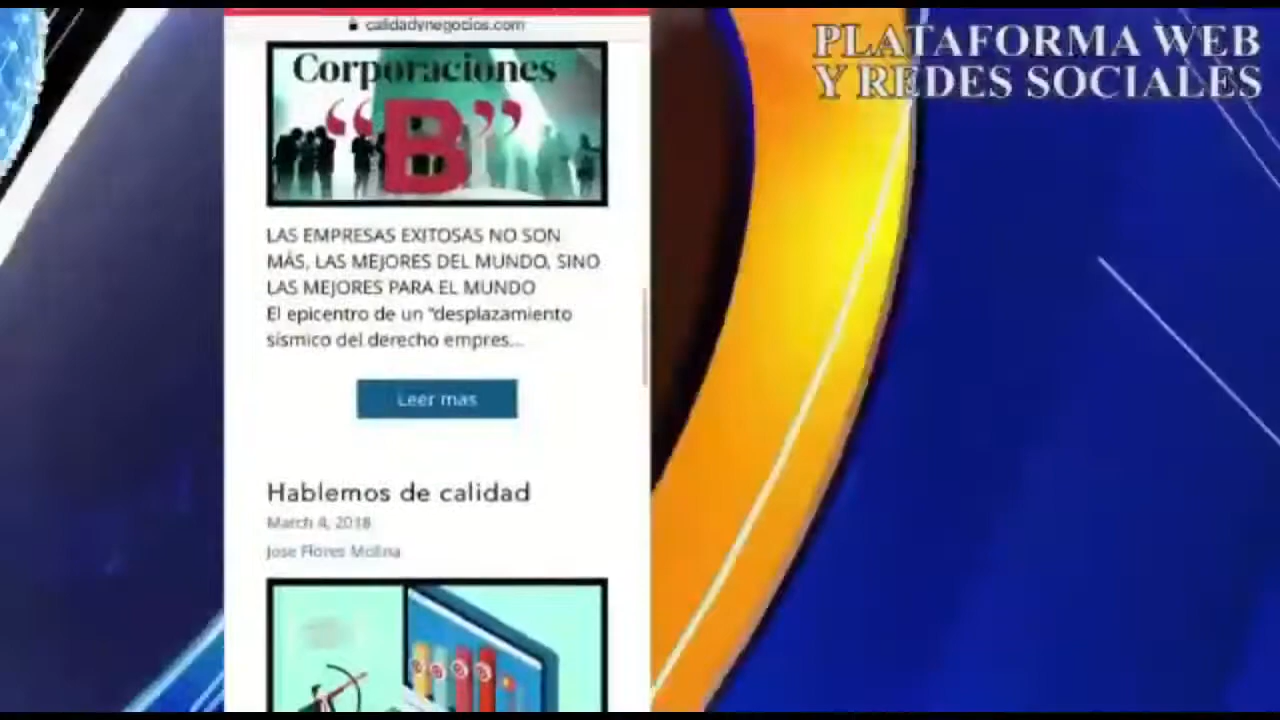 calidadynegocios.com
PLATAFORMA WEB
Y REDES SOCIALES
Corporaciones
“B”
LAS EMPRESAS EXITOSAS NO SON
MÁS, LAS MEJORES DEL MUNDO, SINO
LAS MEJORES PARA EL MUNDO
El epicentro de un "desplazamiento
sísmico del derecho empres...
Leer mas
Hablemos de calidad
March 4, 2018
Jose Flores Molina